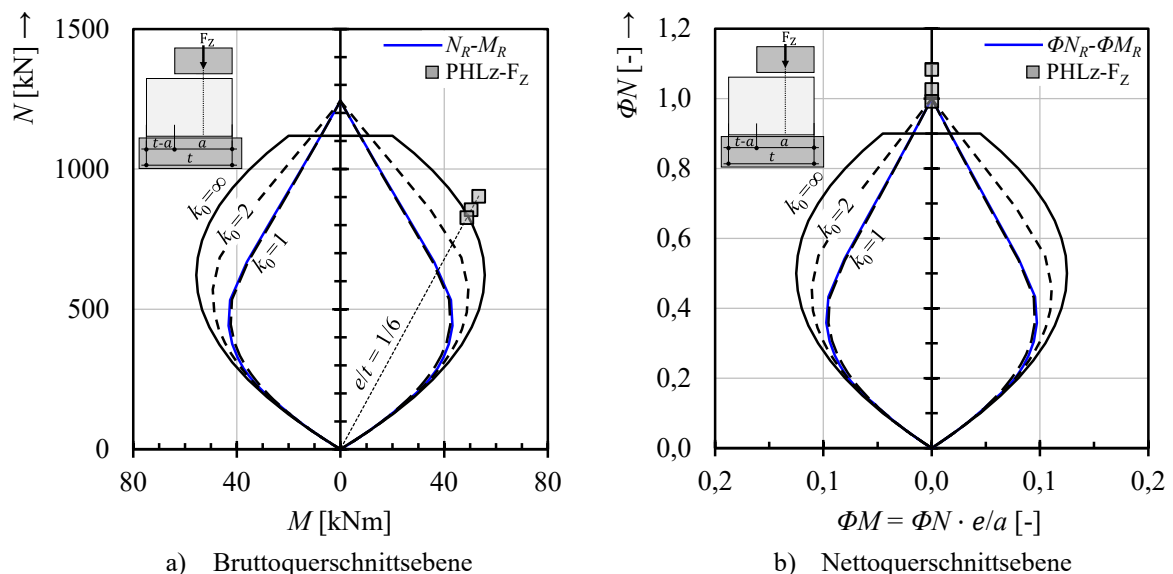 N [kN] →
1500
1000
500
0
80
40
0
40
80
M [kNm]
N_R-M_R
PHLz-F_Z
F_Z
t-a
a
t
k_0=∞
k_0=2
k_0=1
e/t = 1/6
a) Bruttoquerschnittsebene
ΦN [-] →
1,2
1,0
0,8
0,6
0,4
0,2
0,0
0,2
0,1
0,0
0,1
0,2
ΦM = ΦN · e/a [-]
ΦN_R-ΦM_R
PHLz-F_Z
F_Z
t-a
a
t
k_0=∞
k_0=2
k_0=1
b) Nettoquerschnittsebene